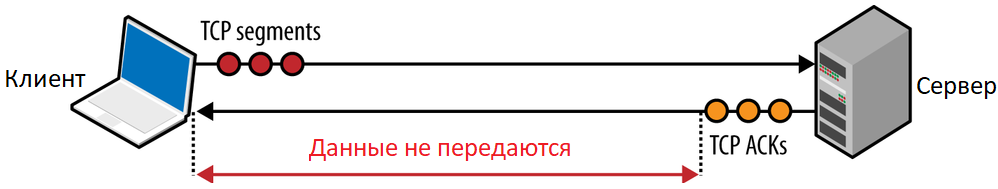 TCP segments
Клиент
Сервер
TCP ACKs
Данные не передаются